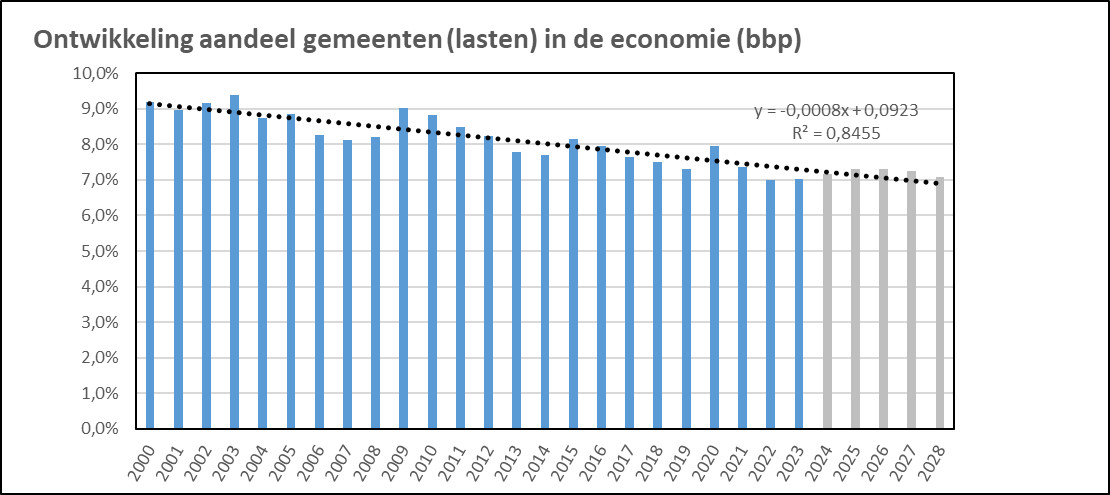 Ontwikkeling aandeel gemeenten (lasten) in de economie (bbp)
10,0%
9,0%
8,0%
7,0%
6,0%
5,0%
4,0%
3,0%
2,0%
1,0%
0,0%
y = -0,0008x + 0,0923
R² = 0,8455
2000 2001 2002 2003 2004 2005 2006 2007 2008 2009 2010 2011 2012 2013 2014 2015 2016 2017 2018 2019 2020 2021 2022 2023 2024 2025 2026 2027 2028